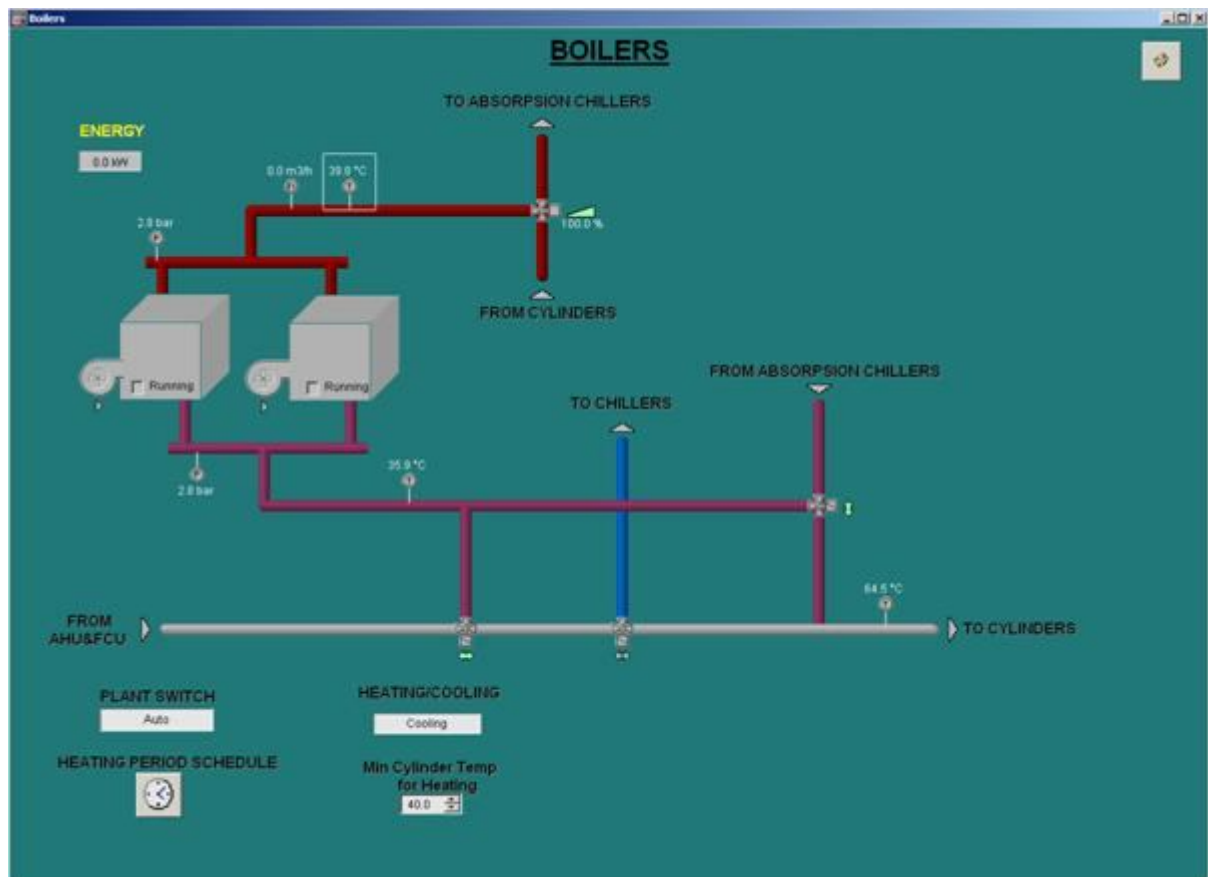 Boilers
BOILERS
TO ABSORPSION CHILLERS
ENERGY
0.0 kW
0.0 m3/h
39.9 °C
2.8 bar
100.0 %
FROM CYLINDERS
Running
Running
FROM ABSORPSION CHILLERS
TO CHILLERS
35.9 °C
2.8 bar
64.5 °C
FROM
AHU&FCU
TO CYLINDERS
PLANT SWITCH
Auto
HEATING/COOLING
Cooling
HEATING PERIOD SCHEDULE
Min Cylinder Temp
for Heating
40.0